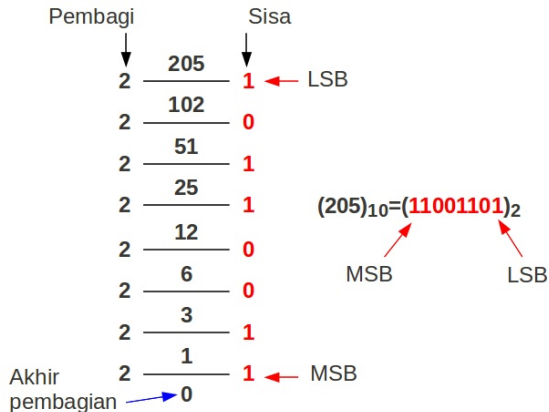 Pembagi Sisa
205
2 1 LSB
102
2 0
51
2 1
25
2 1
(205)10=(11001101)2
12
2 0
MSB LSB
6
2 0
3
2 1
1
2 1 MSB
Akhir
pembagian 0